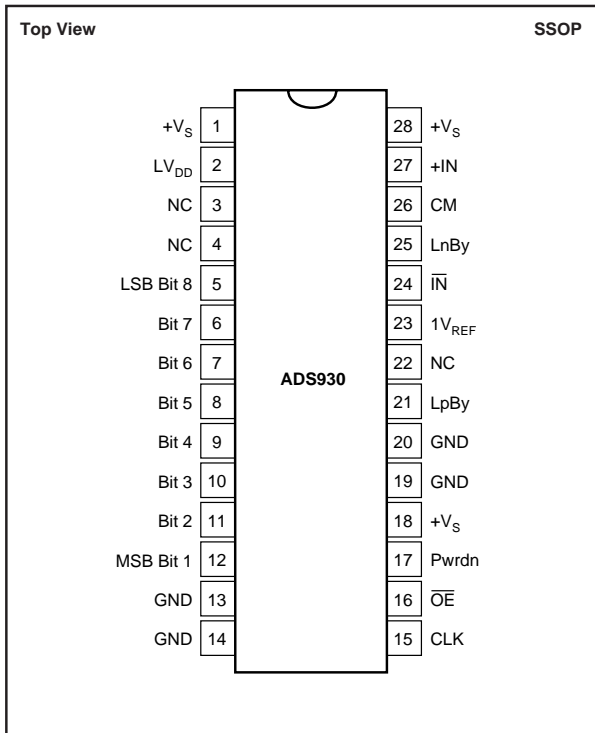 Top View SSOP
+VS 1 28 +VS
LVDD 2 27 +IN
NC 3 26 CM
NC 4 25 LnBy
LSB Bit 8 5 24 I̅N̅
Bit 7 6 23 1VREF
Bit 6 7 22 NC
Bit 5 8 21 LpBy
ADS930
Bit 4 9 20 GND
Bit 3 10 19 GND
Bit 2 11 18 +VS
MSB Bit 1 12 17 Pwrdn
GND 13 16 O̅E̅
GND 14 15 CLK